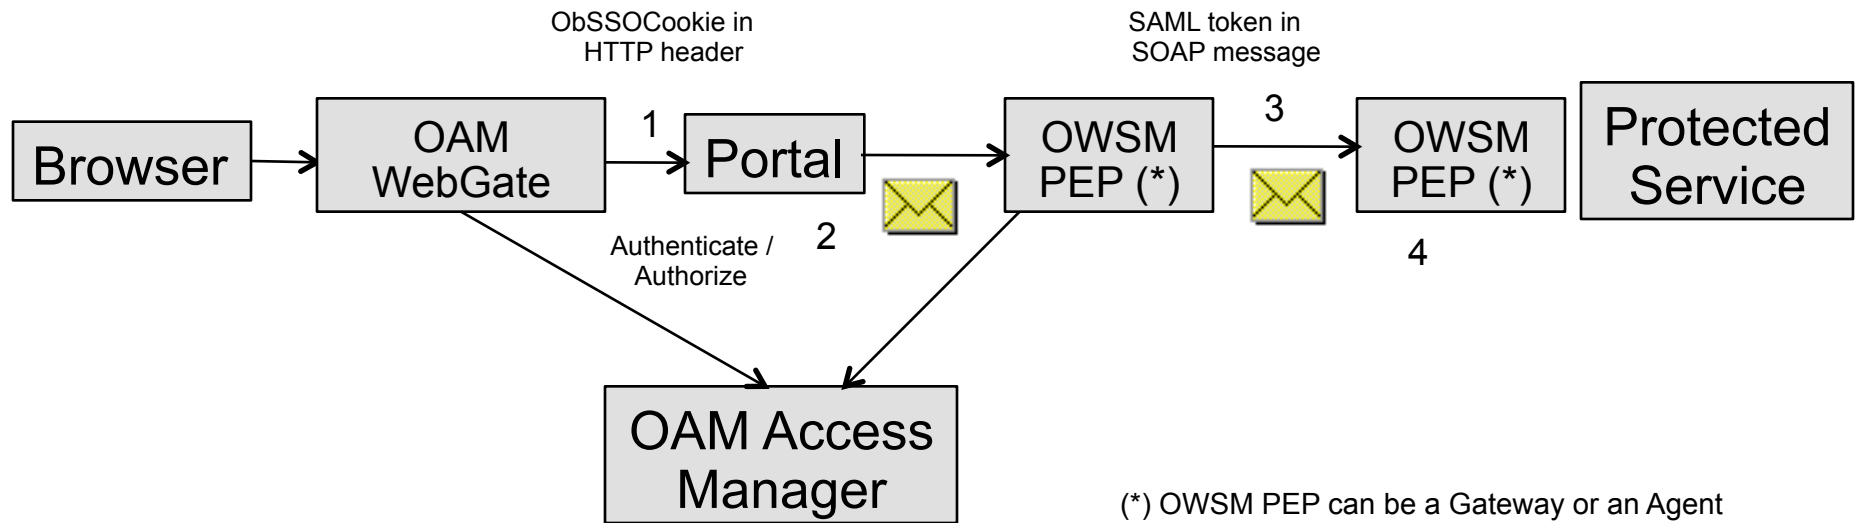 ObSSOCookie in
HTTP header
SAML token in
SOAP message
Browser
OAM
WebGate
1
Portal
2
OWSM
PEP (*)
3
OWSM
PEP (*)
4
Protected
Service
Authenticate /
Authorize
OAM Access
Manager
(*) OWSM PEP can be a Gateway or an Agent